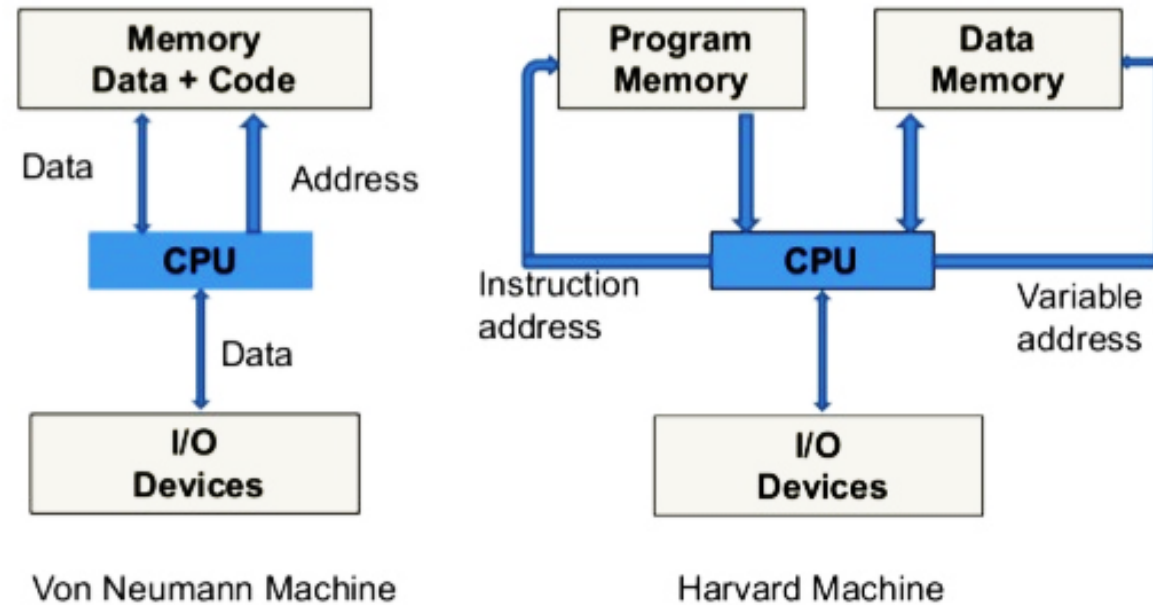 Memory
Data + Code
Data
Address
CPU
Data
I/O
Devices
Von Neumann Machine
Program
Memory
Data
Memory
CPU
Instruction
address
Variable
address
I/O
Devices
Harvard Machine